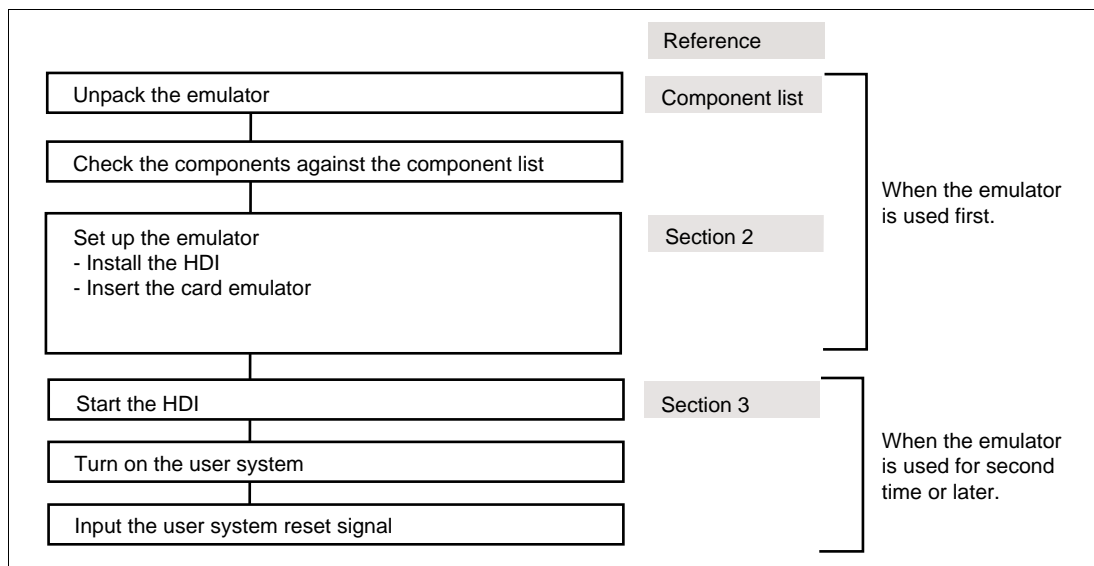 Reference
Unpack the emulator
Component list
Check the components against the component list
When the emulator
is used first.
Set up the emulator
- Install the HDI
- Insert the card emulator
Section 2
Start the HDI
Section 3
Turn on the user system
When the emulator
is used for second
time or later.
Input the user system reset signal